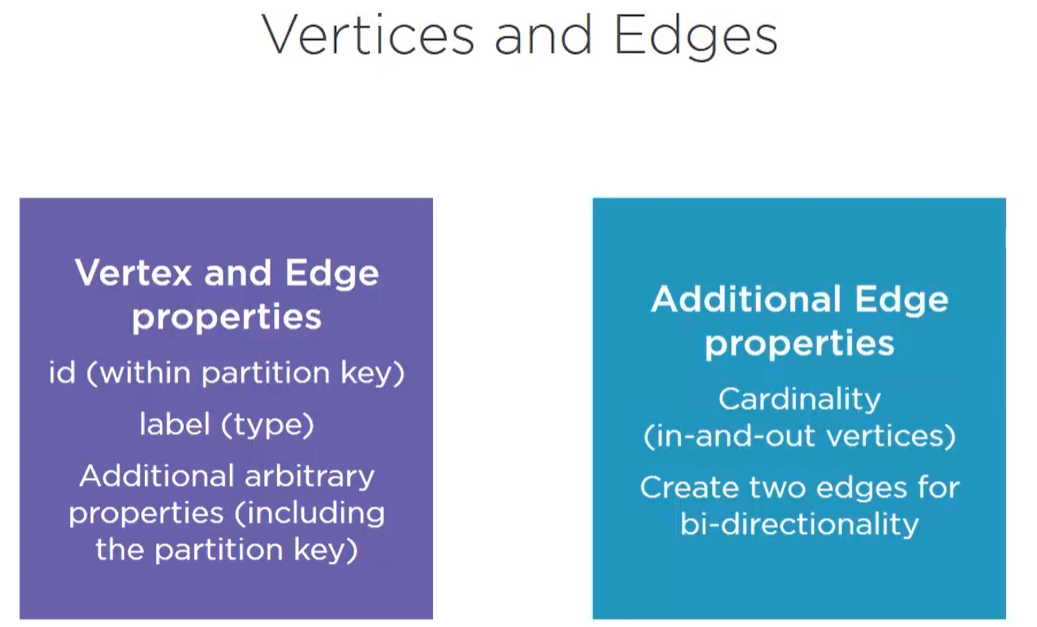 Vertices and Edges
Vertex and Edge
properties
id (within partition key)
label (type)
Additional arbitrary
properties (including
the partition key)
Additional Edge
properties
Cardinality
(in-and-out vertices)
Create two edges for
bi-directionality